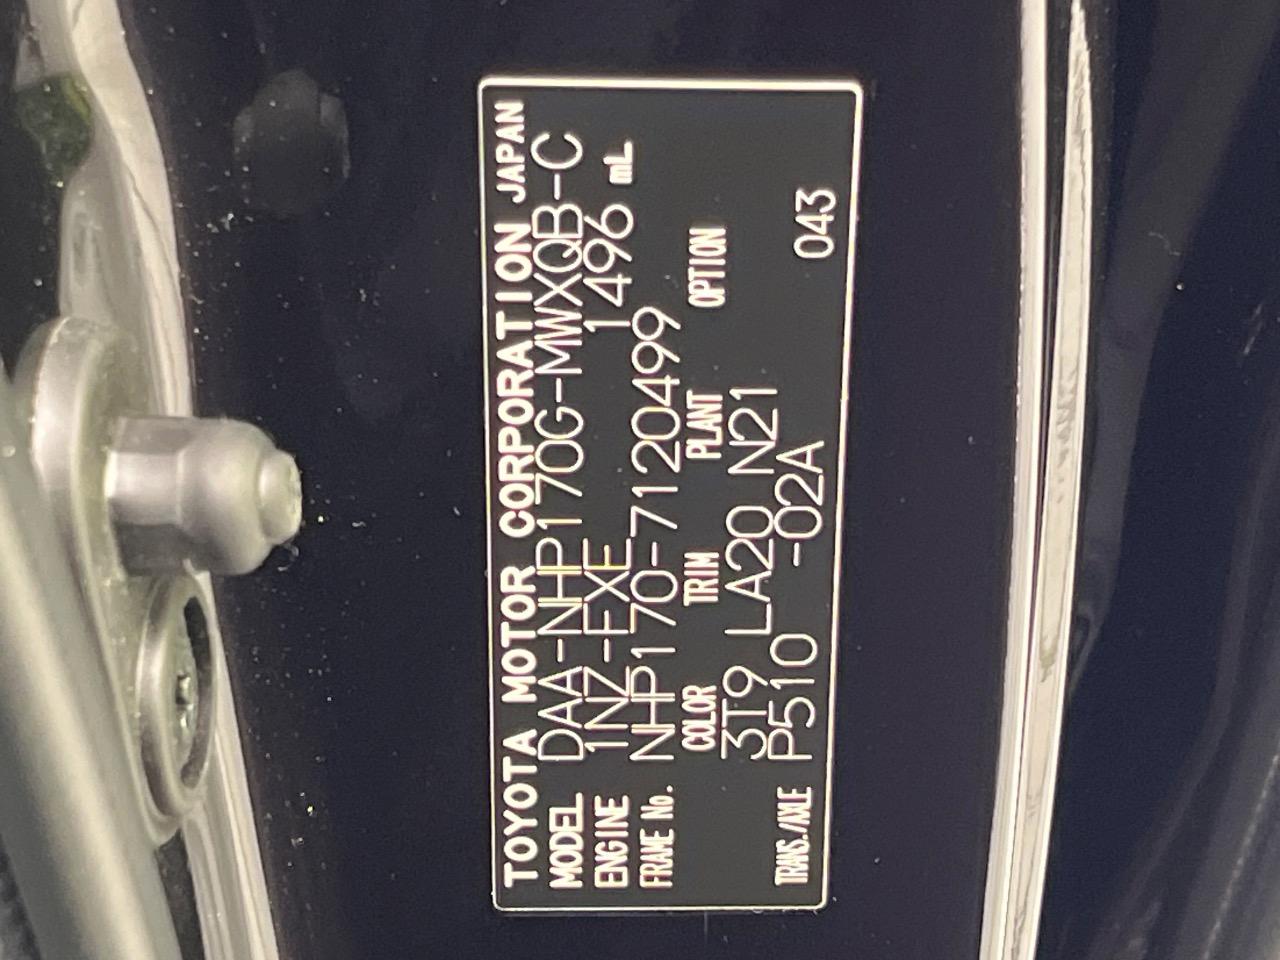 TOYOTA MOTOR CORPORATION JAPAN
MODEL DAA-NHP170G-MWXQB-C
ENGINE 1NZ-FXE 1496 mL
FRAME No. NHP170-7120499
COLOR TRIM PLANT OPTION
3T9 LA20 N21
TRANS./AXLE P510 -02A 043